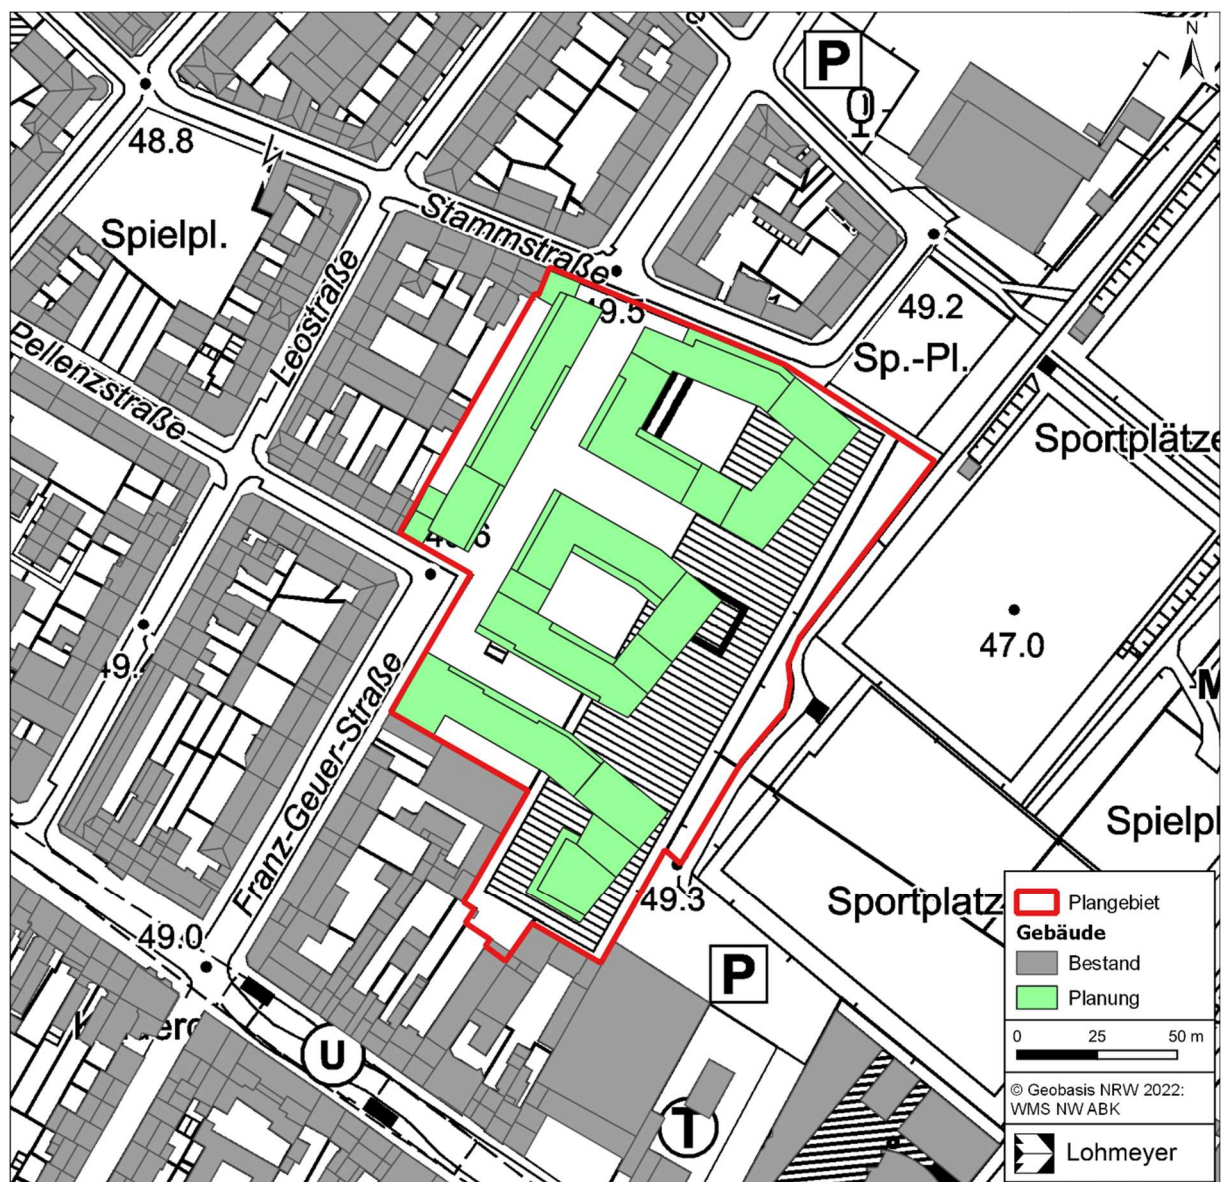 N
P
48.8
Spielpl.
Stammstraße
Leostraße
49.5
49.2
Sp.-Pl.
Pellenzstraße
Sportplätze
47.0
Franz-Geuer-Straße
Spielpl
Sportplatz
49.3
49.0
P
U
T
Plangebiet
Gebäude
Bestand
Planung
0 25 50 m
© Geobasis NRW 2022:
WMS NW ABK
Lohmeyer